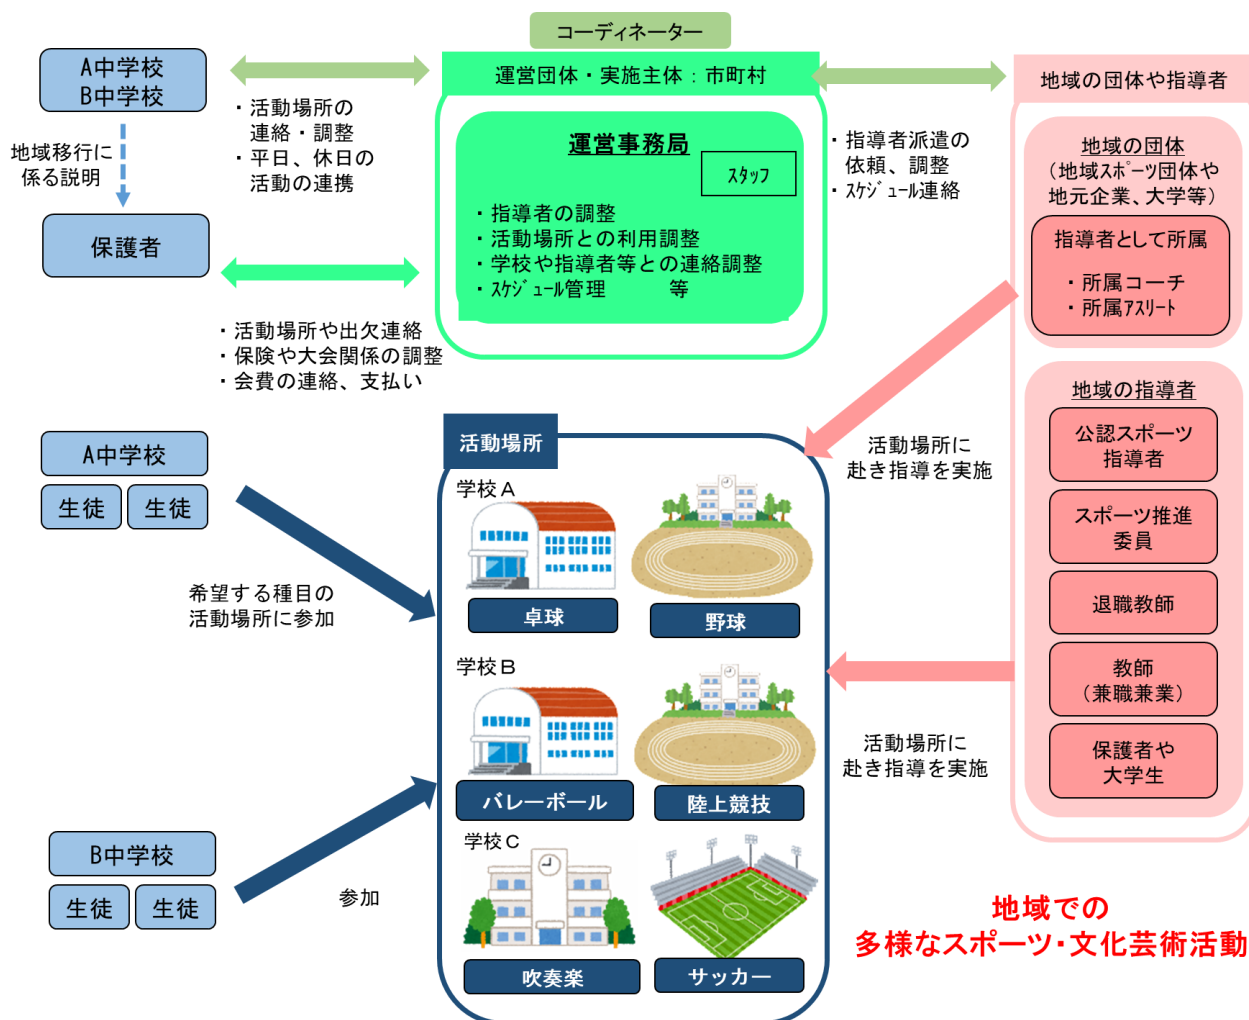 コーディネーター
A中学校
B中学校
運営団体・実施主体：市町村
地域の団体や指導者
・活動場所の
連絡・調整
・平日、休日の
活動の連携
地域移行に
係る説明
保護者
運営事務局
スタッフ
・指導者の調整
・活動場所との利用調整
・学校や指導者等との連絡調整
・スケジュール管理　　　等
・指導者派遣の
依頼、調整
・スケジュール連絡
地域の団体
（地域スポーツ団体や
地元企業、大学等）
指導者として所属
・所属コーチ
・所属アスリート
・活動場所や出欠連絡
・保険や大会関係の調整
・会費の連絡、支払い
地域の指導者
公認スポーツ
指導者
スポーツ推進
委員
退職教師
教師
（兼職兼業）
保護者や
大学生
活動場所に
赴き指導を実施
活動場所に
赴き指導を実施
A中学校
生徒
生徒
希望する種目の
活動場所に参加
B中学校
生徒
生徒
参加
活動場所
学校A
卓球
野球
学校B
バレーボール
陸上競技
学校C
吹奏楽
サッカー
地域での
多様なスポーツ・文化芸術活動